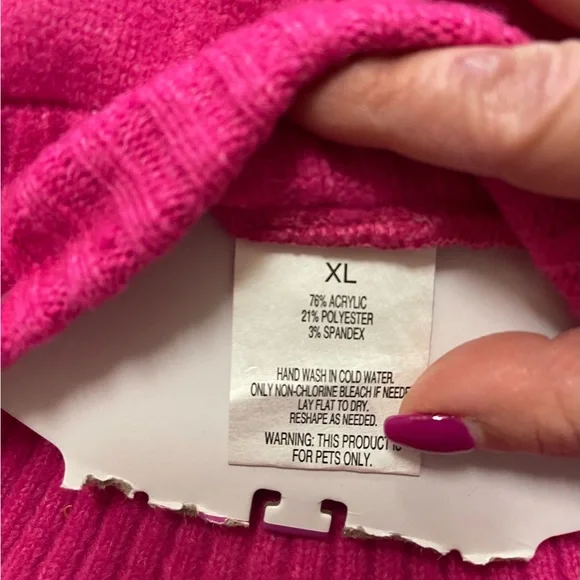 XL
76% ACRYLIC
21% POLYESTER
3% SPANDEX
HAND WASH IN COLD WATER.
ONLY NON-CHLORINE BLEACH IF NEEDE
LAY FLAT TO DRY.
RESHAPE AS NEEDED.
WARNING: THIS PRODUCT IS
FOR PETS ONLY.